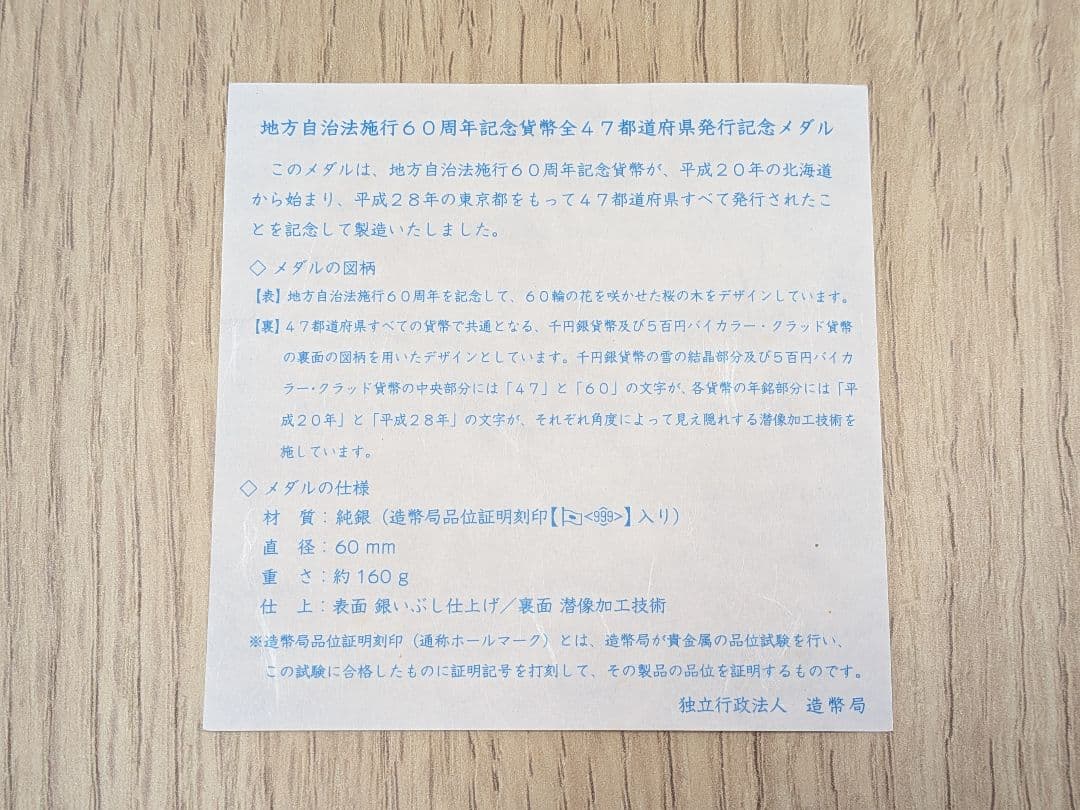 地方自治法施行60周年記念貨幣全47都道府県発行記念メダル
このメダルは、地方自治法施行60周年記念貨幣が、平成20年の北海道
から始まり、平成28年の東京都をもって47都道府県すべて発行されたこ
とを記念して製造いたしました。
◇ メダルの図柄
【表】地方自治法施行60周年を記念して、60輪の花を咲かせた桜の木をデザインしています。
【裏】47都道府県すべての貨幣で共通となる、千円銀貨幣及び5百円バイカラー・クラッド貨幣
の裏面の図柄を用いたデザインとしています。千円銀貨幣の雪の結晶部分及び5百円バイカ
ラー・クラッド貨幣の中央部分には「47」と「60」の文字が、各貨幣の年銘部分には「平
成20年」と「平成28年」の文字が、それぞれ角度によって見え隠れする潜像加工技術を
施しています。
◇ メダルの仕様
材 質：純銀（造幣局品位証明刻印【<999>】入り）
直 径：60 mm
重 さ：約 160 g
仕 上：表面 銀いぶし仕上げ／裏面 潜像加工技術
※造幣局品位証明刻印（通称ホールマーク）とは、造幣局が貴金属の品位試験を行い、
この試験に合格したものに証明記号を打刻して、その製品の品位を証明するものです。
独立行政法人 造幣局